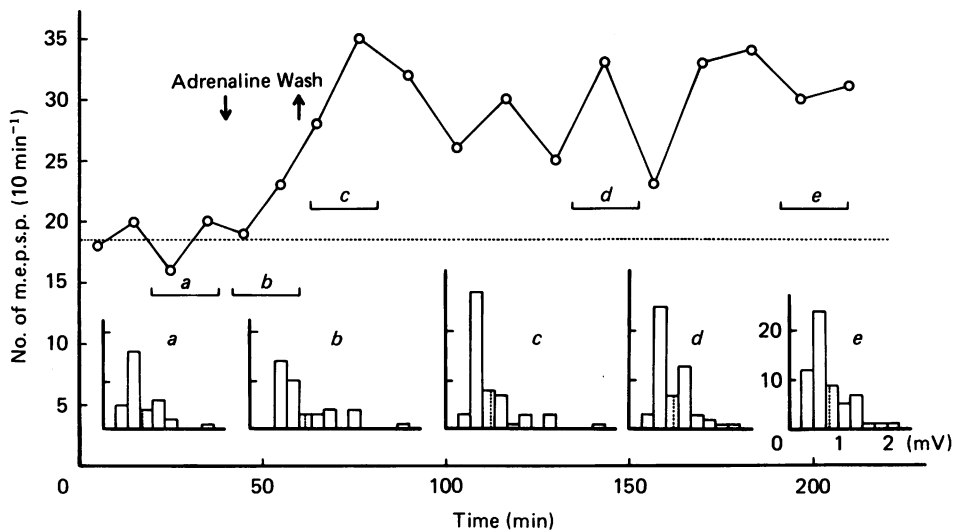 No. of m.e.p.s.p. (10 min⁻¹)
35
30
25
20
15
10
5
0
Adrenaline Wash
c
d
e
a
b
a
b
c
d
e
20
10
0
1
2
(mV)
50
100
150
200
Time (min)